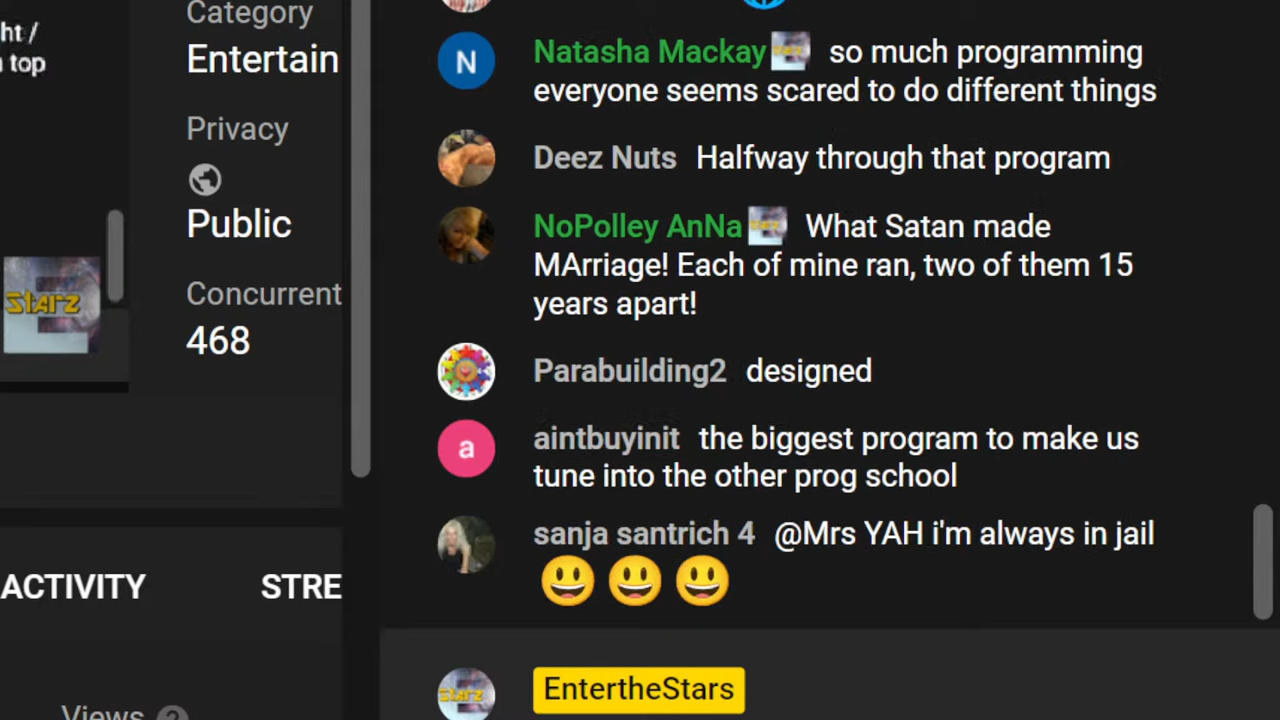 ht /
top
Category
Entertain
Privacy
Public
Concurrent
468
Starz
ACTIVITY STRE
Views ?
N
Natasha Mackay so much programming
everyone seems scared to do different things
Deez Nuts Halfway through that program
NoPolley AnNa What Satan made
MArriage! Each of mine ran, two of them 15
years apart!
Parabuilding2 designed
a
aintbuyinit the biggest program to make us
tune into the other prog school
sanja santrich 4 @Mrs YAH i'm always in jail
😃 😃 😃
Starz
EntertheStars